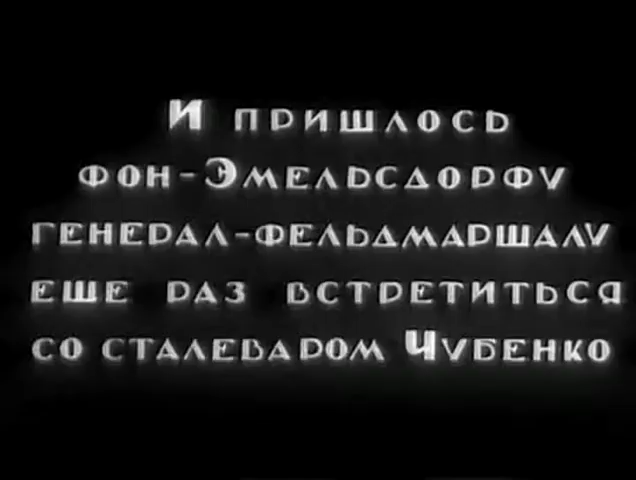 И пришлось
фон-Эмельсдорфу
генерал-фельдмаршалу
еще раз встретиться
со сталеваром Чубенко